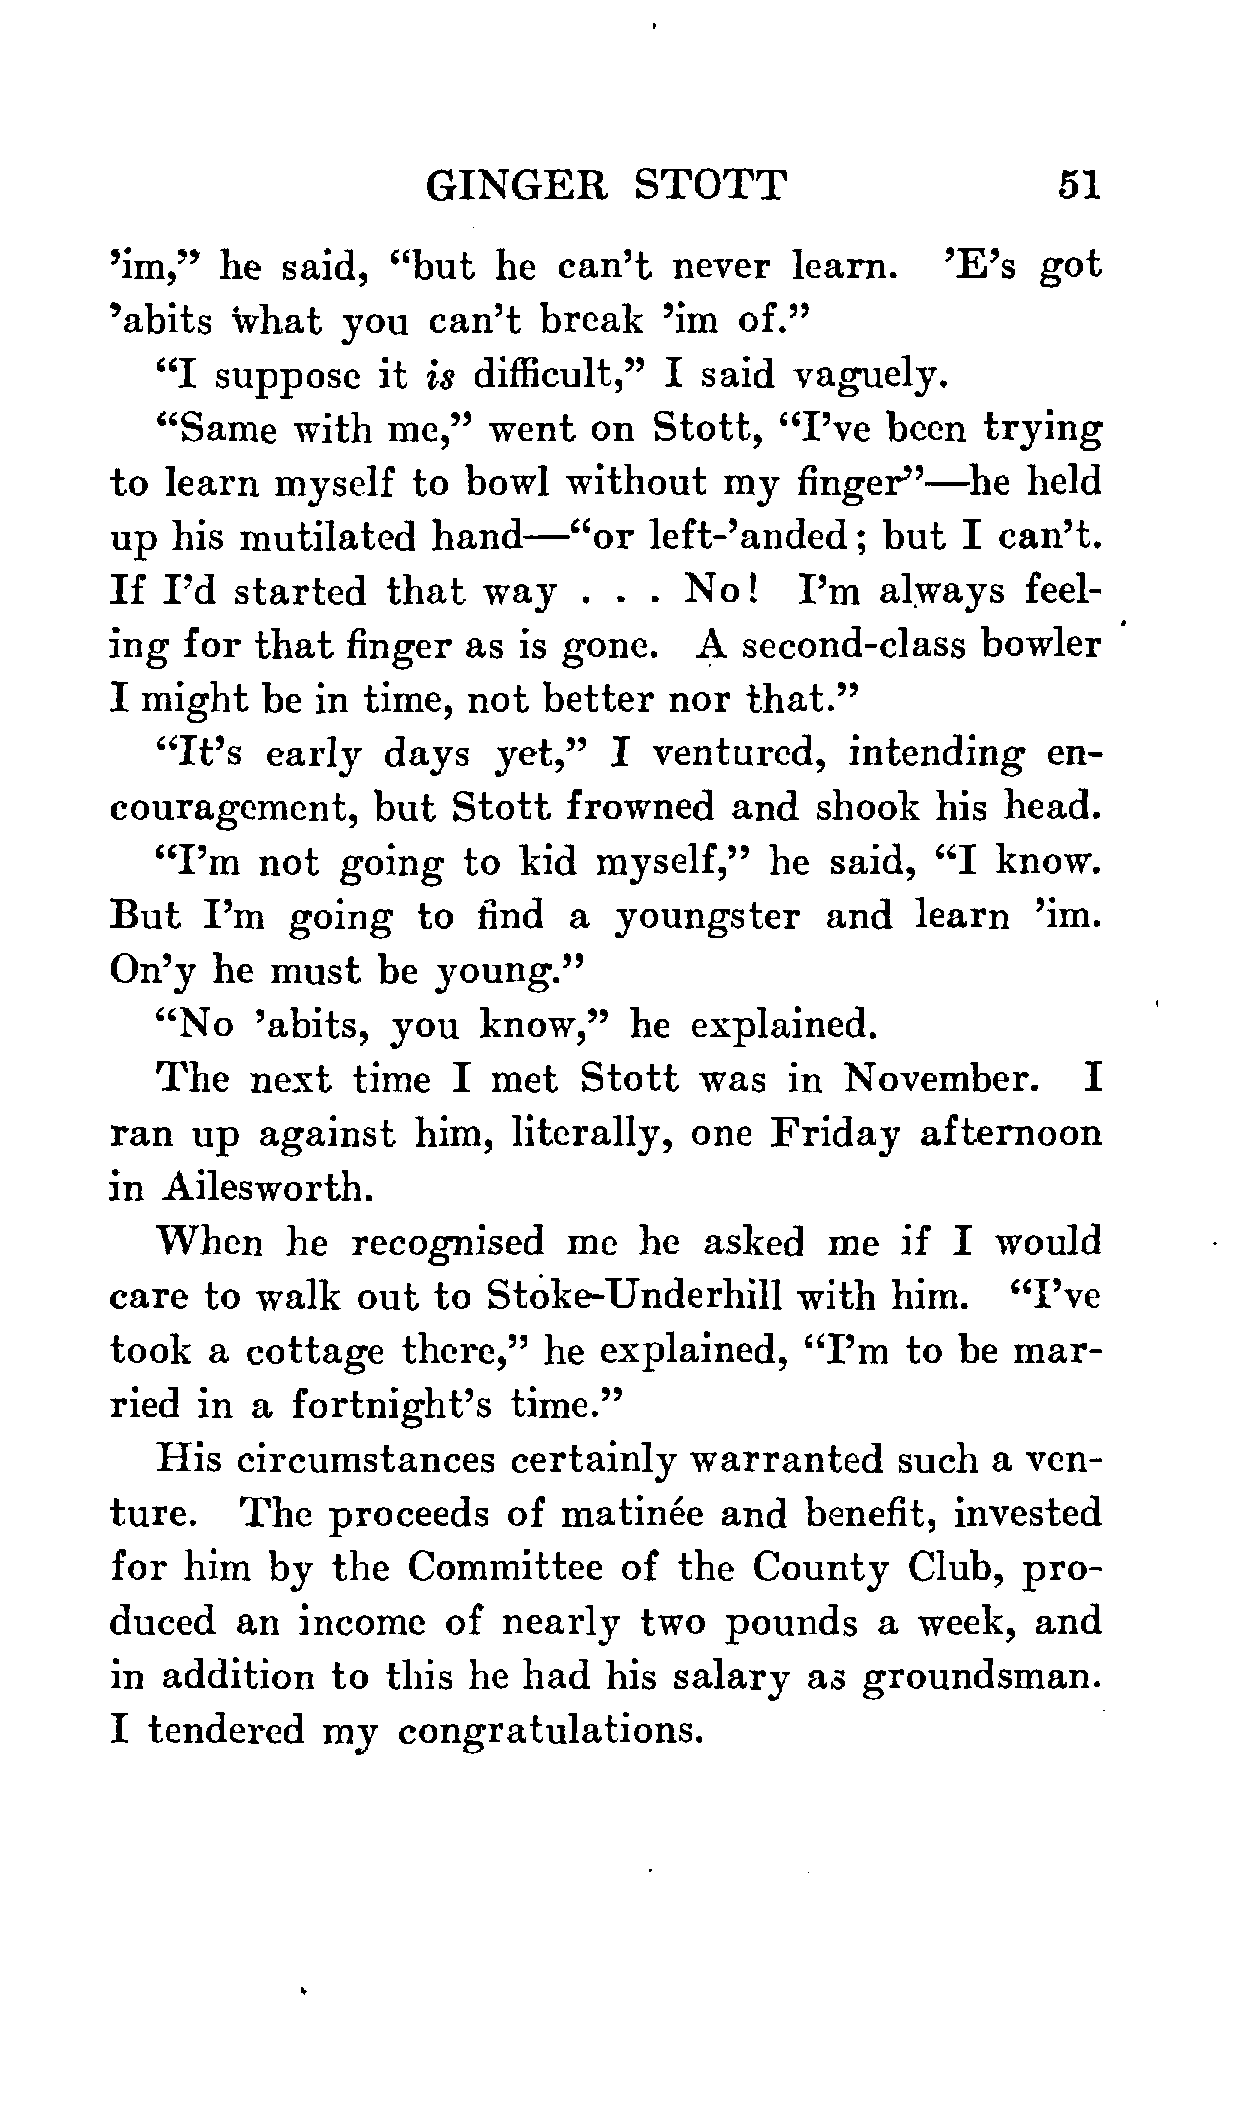 GINGER STOTT 51
’im,” he said, “but he can’t never learn. ’E’s got
’abits what you can’t break ’im of.”
“I suppose it is difficult,” I said vaguely.
“Same with me,” went on Stott, “I’ve been trying
to learn myself to bowl without my finger”—he held
up his mutilated hand—“or left-’anded; but I can’t.
If I’d started that way . . . No! I’m always feel-
ing for that finger as is gone. A second-class bowler
I might be in time, not better nor that.”
“It’s early days yet,” I ventured, intending en-
couragement, but Stott frowned and shook his head.
“I’m not going to kid myself,” he said, “I know.
But I’m going to find a youngster and learn ’im.
On’y he must be young.”
“No ’abits, you know,” he explained.
The next time I met Stott was in November. I
ran up against him, literally, one Friday afternoon
in Ailesworth.
When he recognised me he asked me if I would
care to walk out to Stoke-Underhill with him. “I’ve
took a cottage there,” he explained, “I’m to be mar-
ried in a fortnight’s time.”
His circumstances certainly warranted such a ven-
ture. The proceeds of matinée and benefit, invested
for him by the Committee of the County Club, pro-
duced an income of nearly two pounds a week, and
in addition to this he had his salary as groundsman.
I tendered my congratulations.